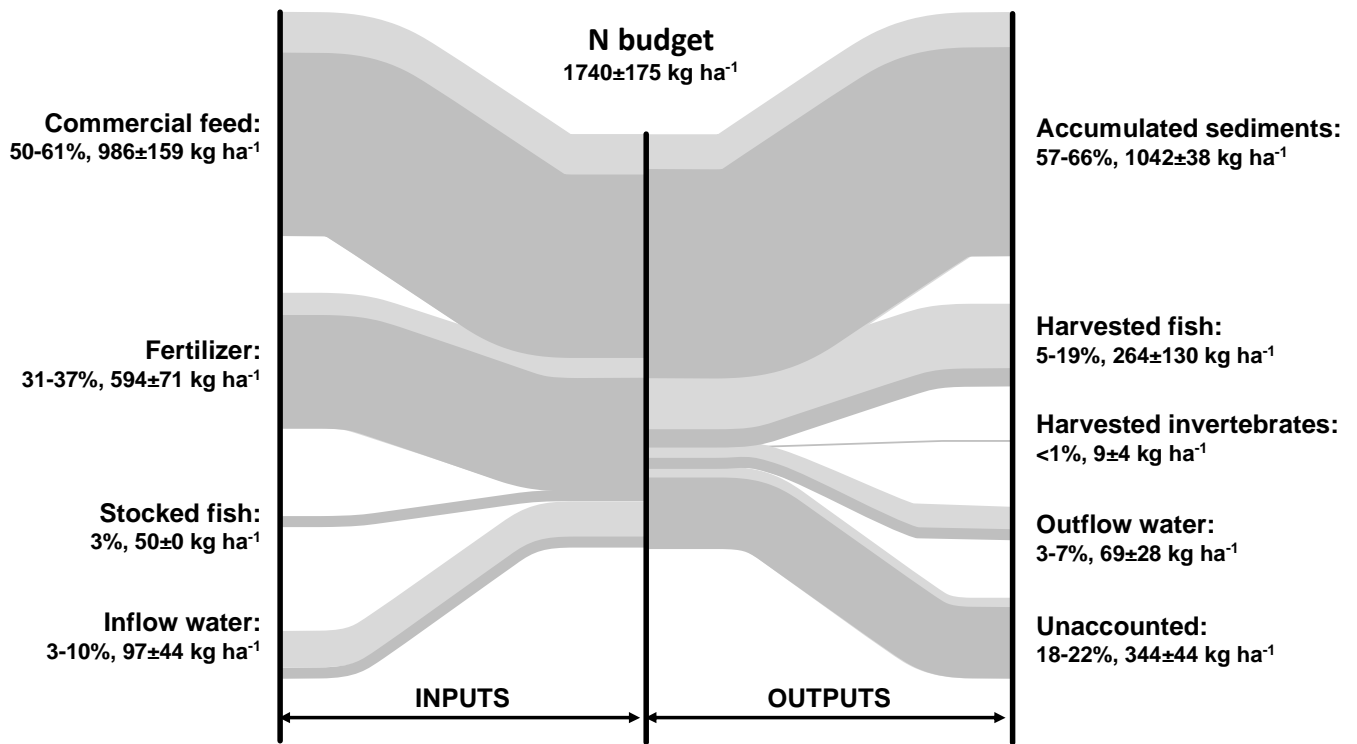 N budget
1740±175 kg ha⁻¹
Commercial feed:
50-61%, 986±159 kg ha⁻¹
Fertilizer:
31-37%, 594±71 kg ha⁻¹
Stocked fish:
3%, 50±0 kg ha⁻¹
Inflow water:
3-10%, 97±44 kg ha⁻¹
Accumulated sediments:
57-66%, 1042±38 kg ha⁻¹
Harvested fish:
5-19%, 264±130 kg ha⁻¹
Harvested invertebrates:
<1%, 9±4 kg ha⁻¹
Outflow water:
3-7%, 69±28 kg ha⁻¹
Unaccounted:
18-22%, 344±44 kg ha⁻¹
INPUTS
OUTPUTS